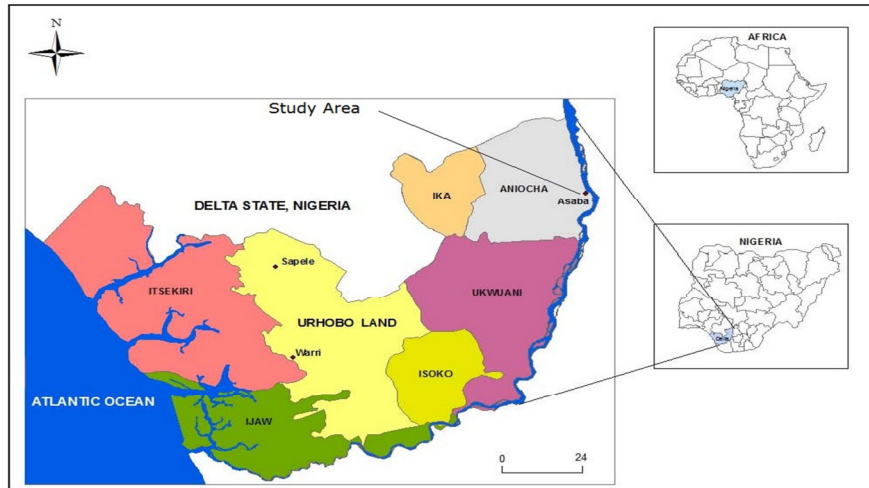 N
AFRICA
Nigeria
Study Area
IKA
ANIOCHA
Asaba
DELTA STATE, NIGERIA
NIGERIA
Delta
Sapele
ITSEKIRI
UKWUANI
URHOBO LAND
Warri
ISOKO
ATLANTIC OCEAN
IJAW
0 24